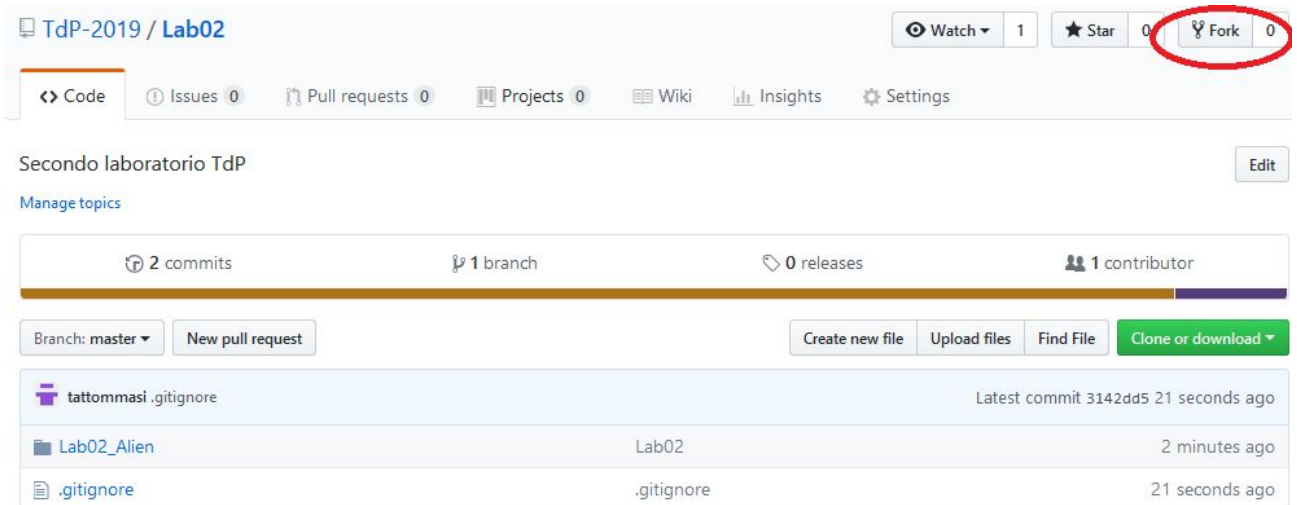 TdP-2019 / Lab02 Watch 1 Star 0 Fork 0
Code Issues 0 Pull requests 0 Projects 0 Wiki Insights Settings
Secondo laboratorio TdP Edit
Manage topics
2 commits 1 branch 0 releases 1 contributor
Branch: master New pull request Create new file Upload files Find File Clone or download
tattommasi .gitignore Latest commit 3142dd5 21 seconds ago
Lab02_Alien Lab02 2 minutes ago
.gitignore .gitignore 21 seconds ago